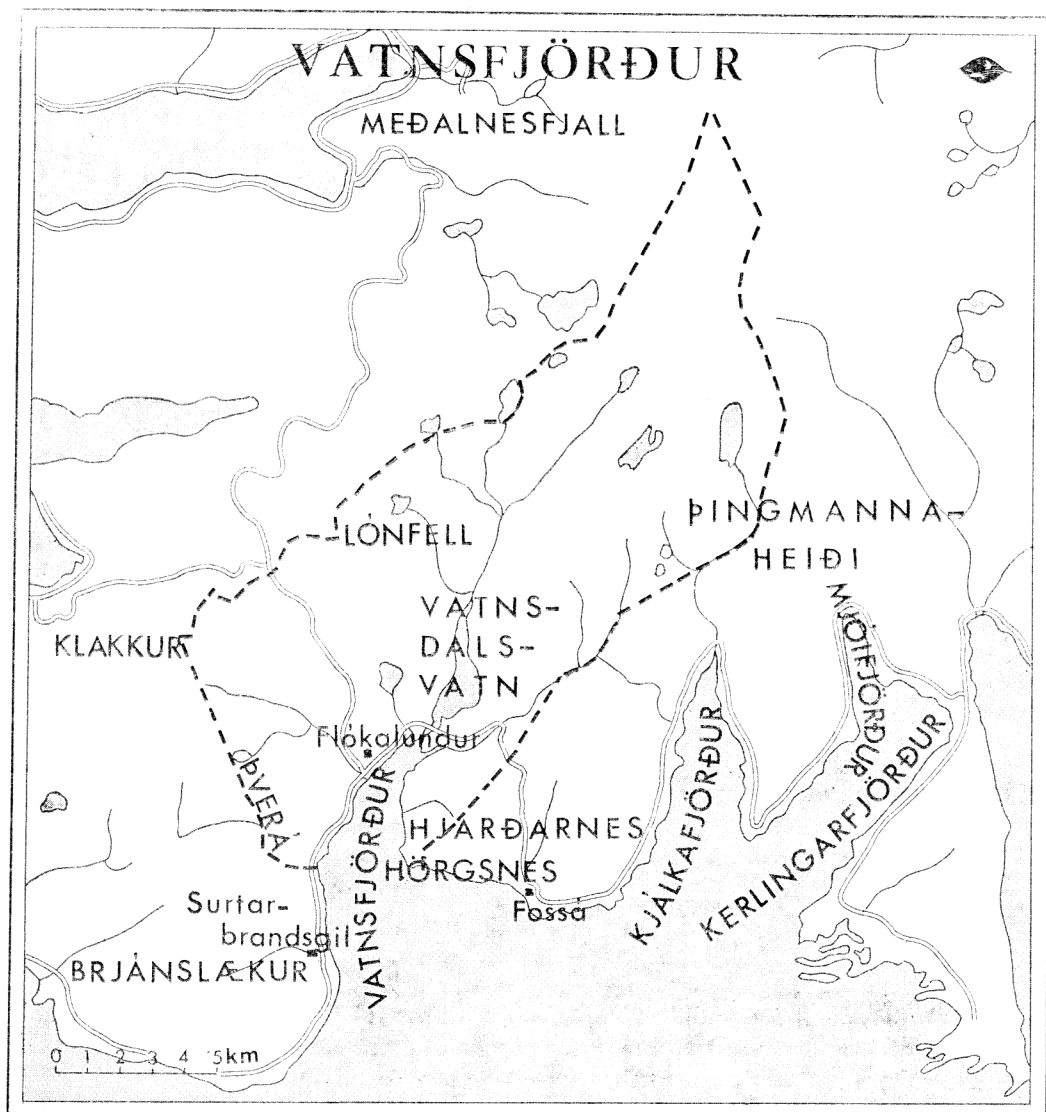 VATNSFJÖRÐUR
MEÐALNESFJALL
ÞINGMANNA-
HEIÐI
LÓNFELL
VATNS-
DALS-
VATN
KLAKKUR
MJÓIFJÖRÐUR
Flókalundur
ÞVERÁ
VATNSFJÖRÐUR
HJARÐARNES
HÖRGSNES
KJÁLKAFJÖRÐUR
KERLINGARFJÖRÐUR
Fossá
Surtar-
brandsgil
BRJÁNSLÆKUR
0 1 2 3 4 5km